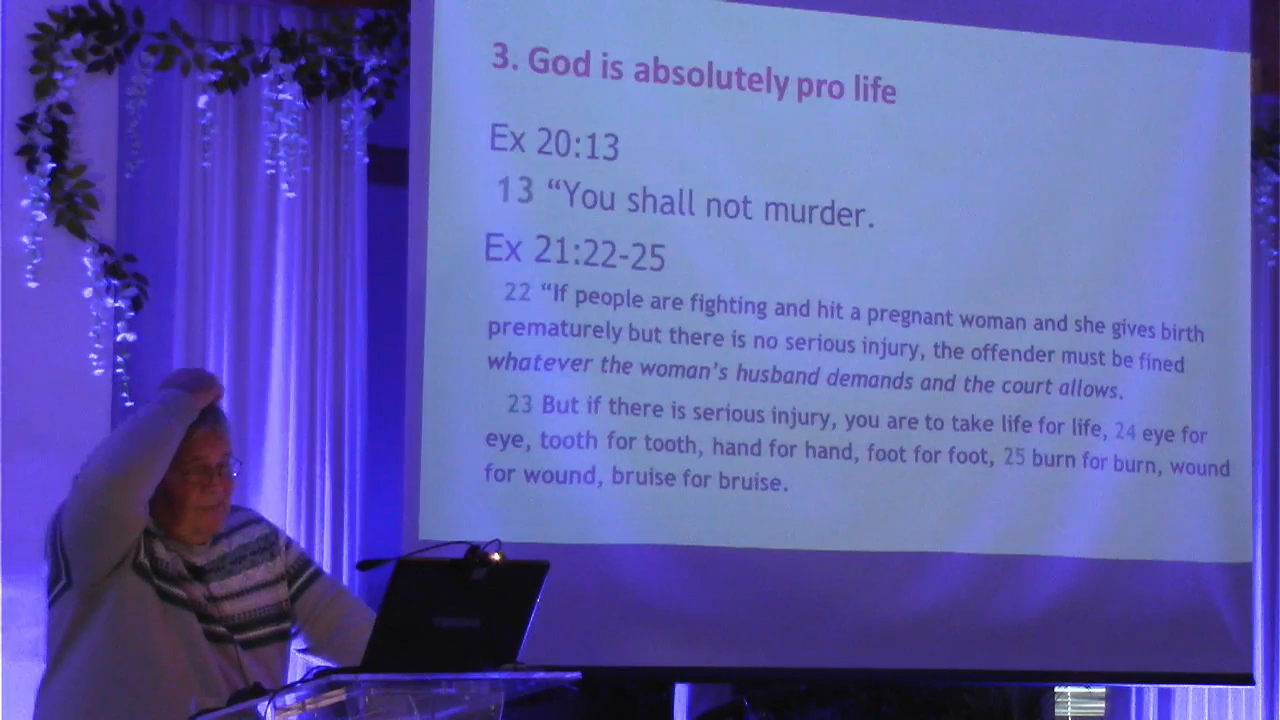 3. God is absolutely pro life
Ex 20:13
13 “You shall not murder.
Ex 21:22-25
22 “If people are fighting and hit a pregnant woman and she gives birth
prematurely but there is no serious injury, the offender must be fined
whatever the woman’s husband demands and the court allows.
23 But if there is serious injury, you are to take life for life, 24 eye for
eye, tooth for tooth, hand for hand, foot for foot, 25 burn for burn, wound
for wound, bruise for bruise.